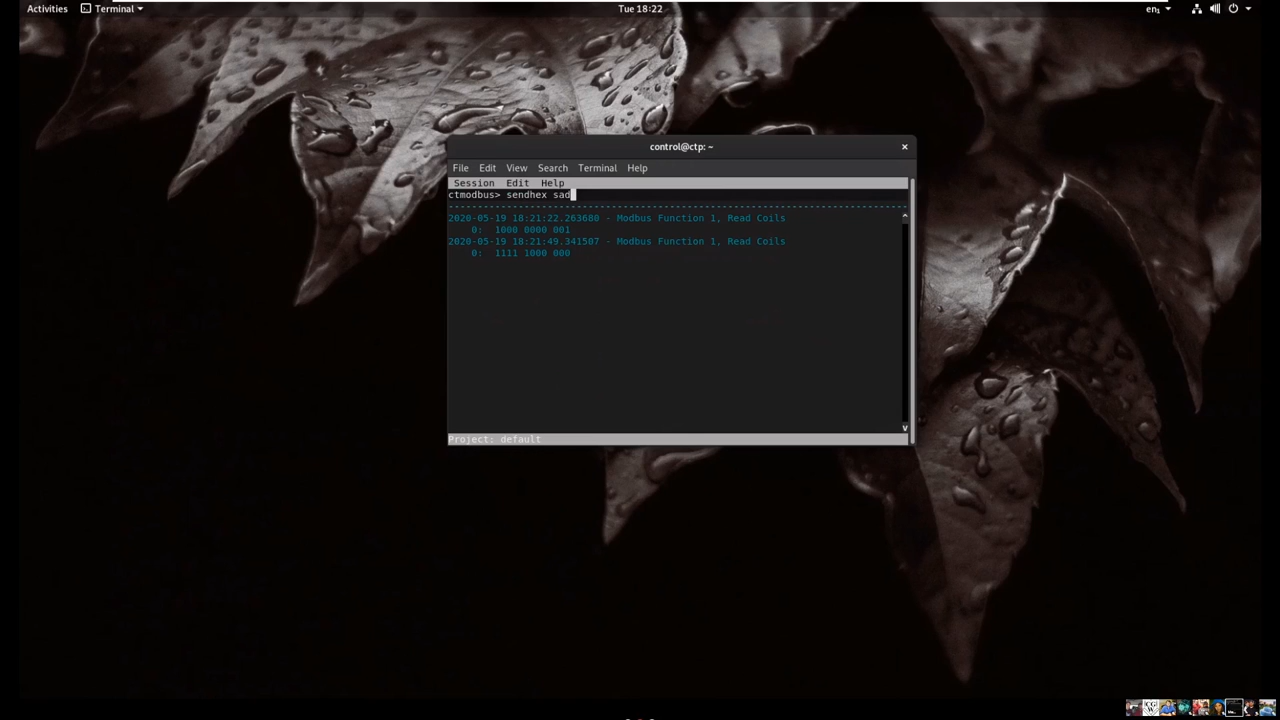 Activities Terminal Tue 18:22 en₁
control@ctp: ~
File Edit View Search Terminal Help
Session Edit Help
ctmodbus> sendhex sad
2020-05-19 18:21:22.263680 - Modbus Function 1, Read Coils
0: 1000 0000 001
2020-05-19 18:21:49.341507 - Modbus Function 1, Read Coils
0: 1111 1000 000
Project: default